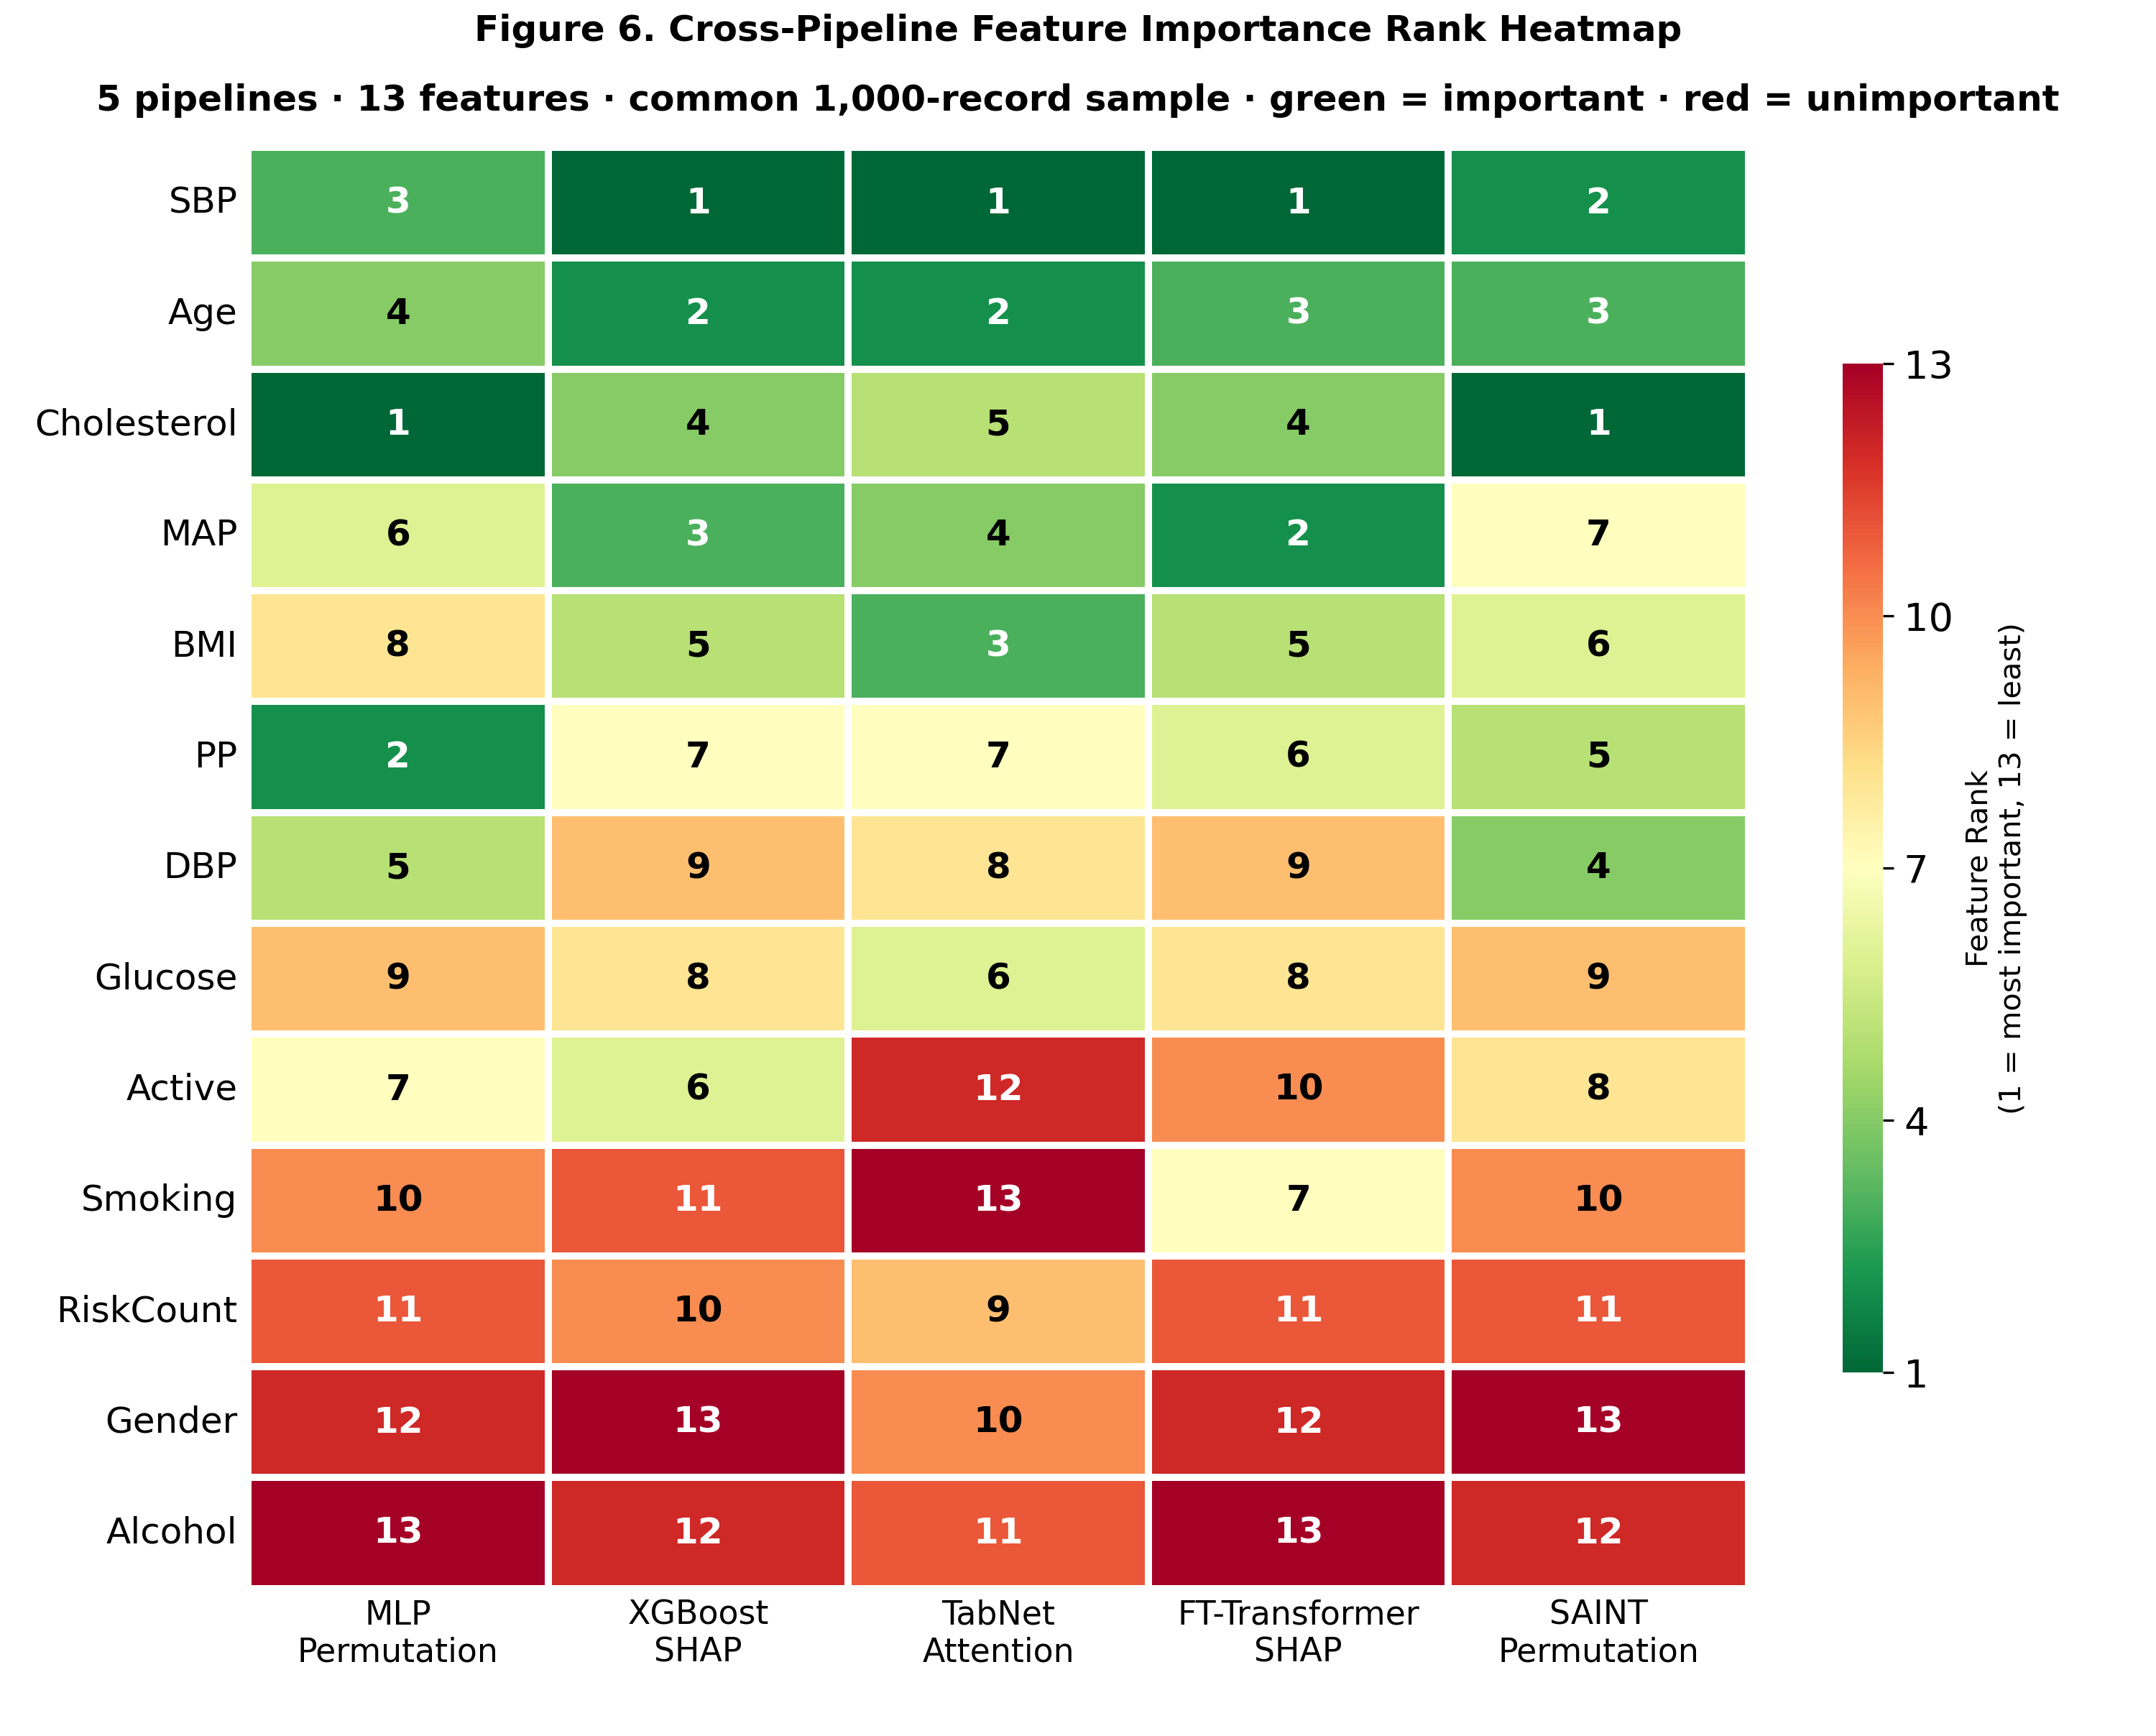 Figure 6. Cross-Pipeline Feature Importance Rank Heatmap
5 pipelines · 13 features · common 1,000-record sample · green = important · red = unimportant
SBP 3 1 1 1 2
Age 4 2 2 3 3
Cholesterol 1 4 5 4 1
MAP 6 3 4 2 7
BMI 8 5 3 5 6
PP 2 7 7 6 5
DBP 5 9 8 9 4
Glucose 9 8 6 8 9
Active 7 6 12 10 8
Smoking 10 11 13 7 10
RiskCount 11 10 9 11 11
Gender 12 13 10 12 13
Alcohol 13 12 11 13 12
MLP
Permutation
XGBoost
SHAP
TabNet
Attention
FT-Transformer
SHAP
SAINT
Permutation
13
10
7
4
1
Feature Rank
(1 = most important, 13 = least)